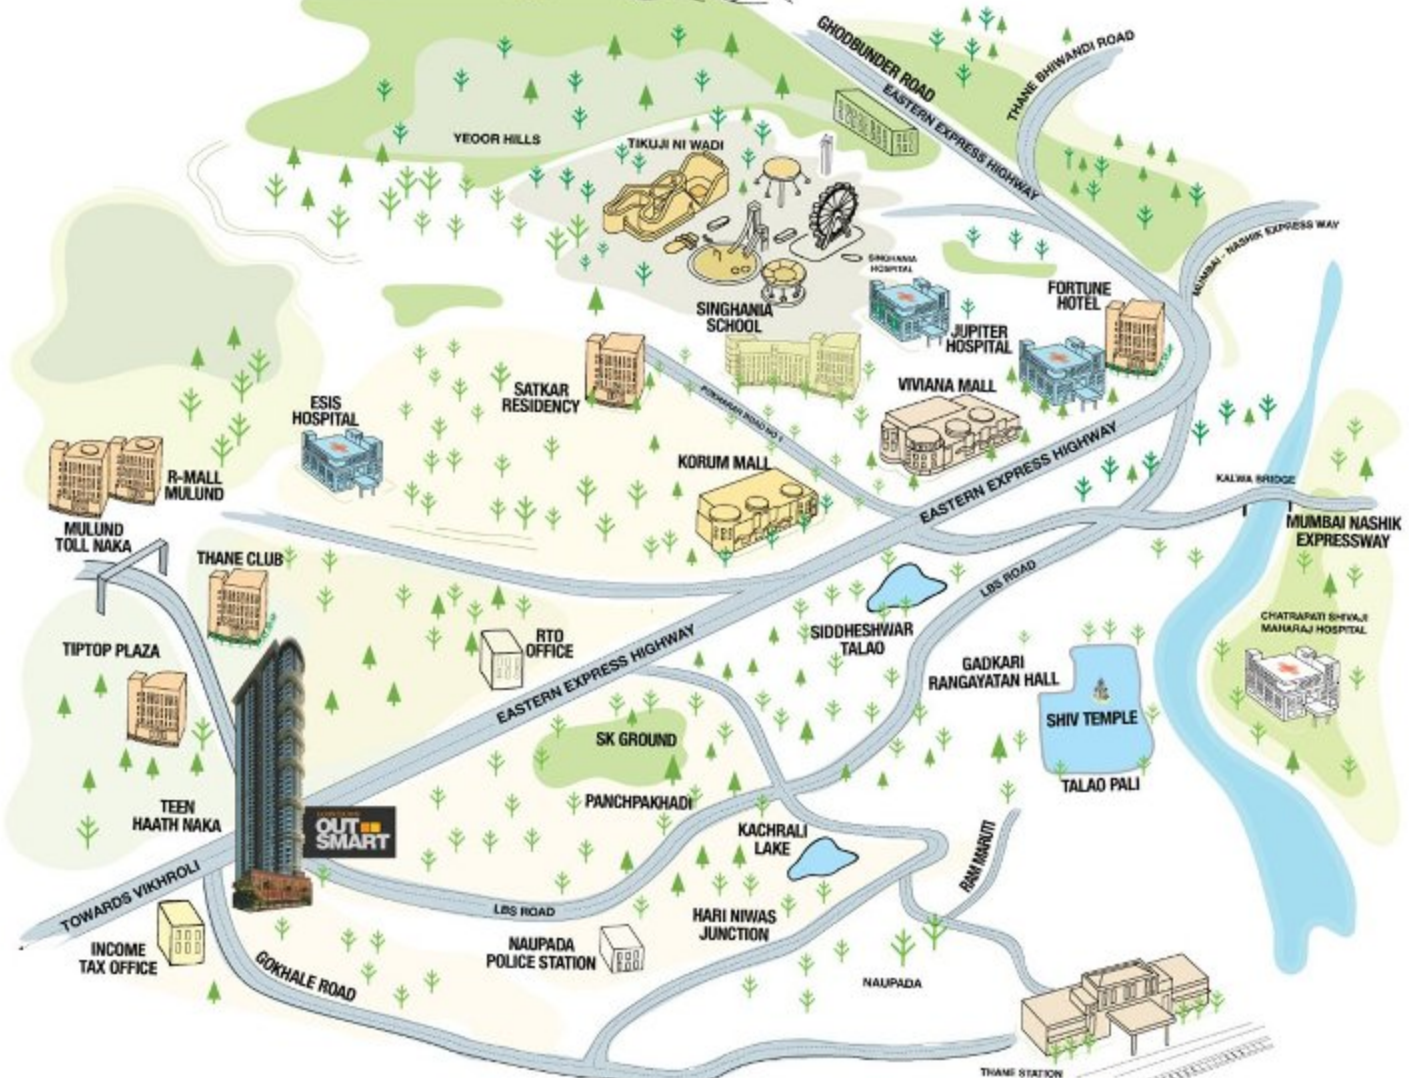 GHODBUNDER ROAD
THANE BHIWANDI ROAD
EASTERN EXPRESS HIGHWAY
YEOOR HILLS
TIKUJI NI WADI
MUMBAI - NASHIK EXPRESS WAY
SINGHANIA
HOSPITAL
FORTUNE
HOTEL
SINGHANIA
SCHOOL
JUPITER
HOSPITAL
SATKAR
RESIDENCY
POKHARAN ROAD NO 1
VIVIANA MALL
ESIS
HOSPITAL
KORUM MALL
EASTERN EXPRESS HIGHWAY
R-MALL
MULUND
KALWA BRIDGE
MULUND
TOLL NAKA
MUMBAI NASHIK
EXPRESSWAY
THANE CLUB
LBS ROAD
SIDDHESHWAR
TALAO
CHATRAPATI SHIVAJI
MAHARAJ HOSPITAL
RTO
OFFICE
EASTERN EXPRESS HIGHWAY
TIPTOP PLAZA
GADKARI
RANGAYATAN HALL
SHIV TEMPLE
SK GROUND
TALAO PALI
PANCHPAKHADI
TEEN
HAATH NAKA
OUT
SMART
KACHRALI
LAKE
RAM MARUTI
TOWARDS VIKHROLI
LBS ROAD
HARI NIWAS
JUNCTION
INCOME
TAX OFFICE
NAUPADA
POLICE STATION
GOKHALE ROAD
NAUPADA
THANE STATION